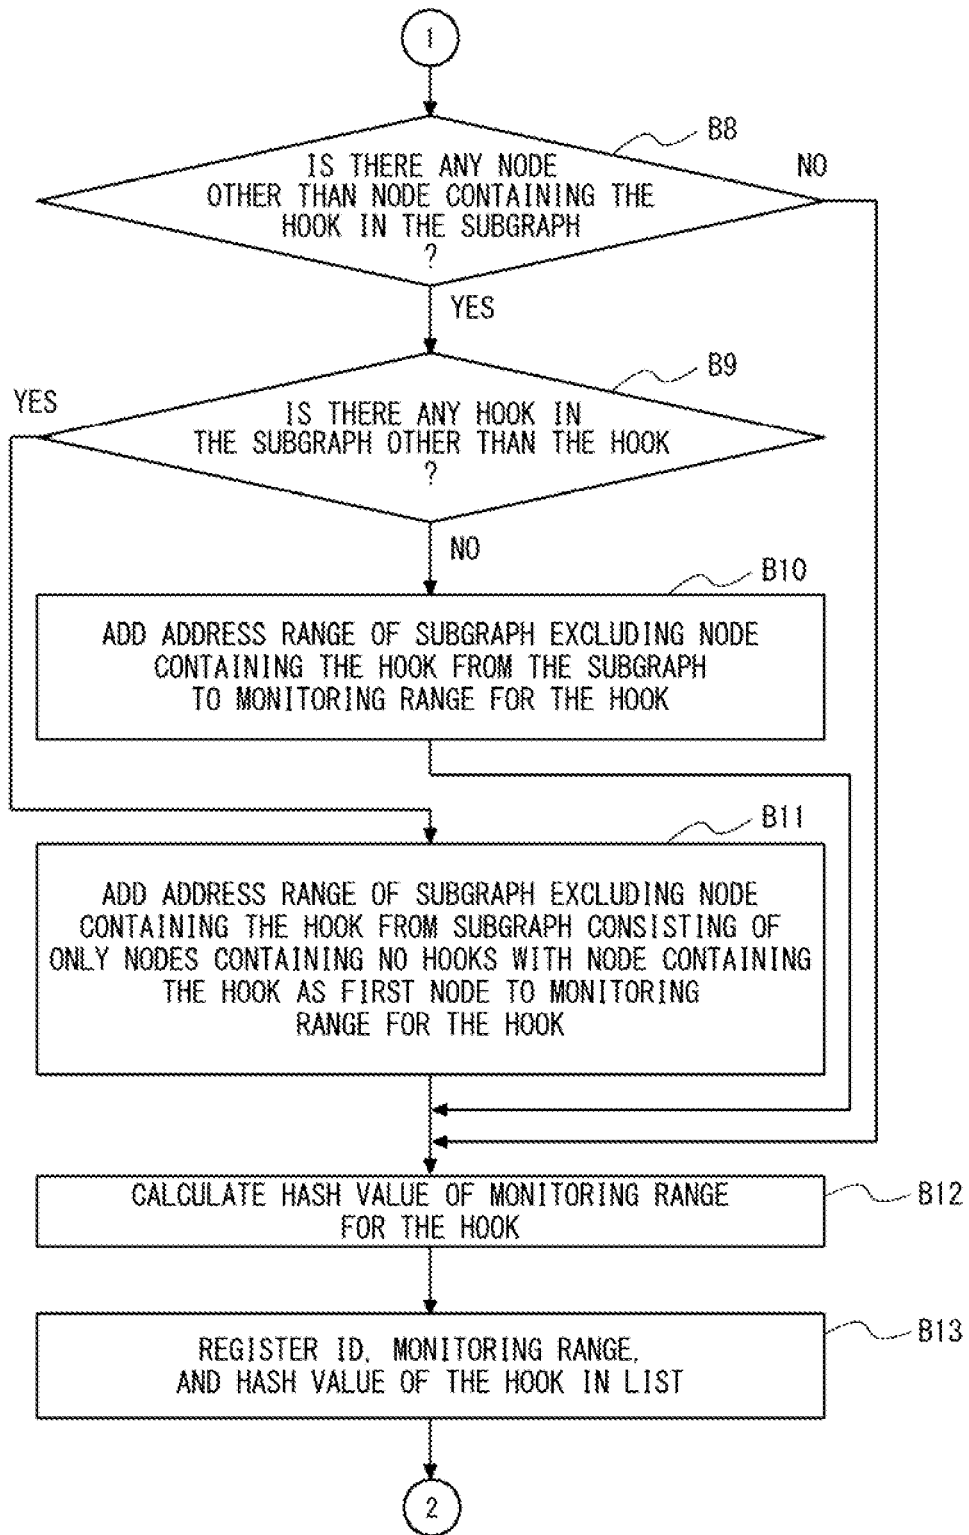 1
B8
IS THERE ANY NODE
OTHER THAN NODE CONTAINING THE
HOOK IN THE SUBGRAPH
?
NO
YES
B9
YES
IS THERE ANY HOOK IN
THE SUBGRAPH OTHER THAN THE HOOK
?
NO
B10
ADD ADDRESS RANGE OF SUBGRAPH EXCLUDING NODE
CONTAINING THE HOOK FROM THE SUBGRAPH
TO MONITORING RANGE FOR THE HOOK
B11
ADD ADDRESS RANGE OF SUBGRAPH EXCLUDING NODE
CONTAINING THE HOOK FROM SUBGRAPH CONSISTING OF
ONLY NODES CONTAINING NO HOOKS WITH NODE CONTAINING
THE HOOK AS FIRST NODE TO MONITORING
RANGE FOR THE HOOK
CALCULATE HASH VALUE OF MONITORING RANGE
FOR THE HOOK
B12
REGISTER ID, MONITORING RANGE,
AND HASH VALUE OF THE HOOK IN LIST
B13
2